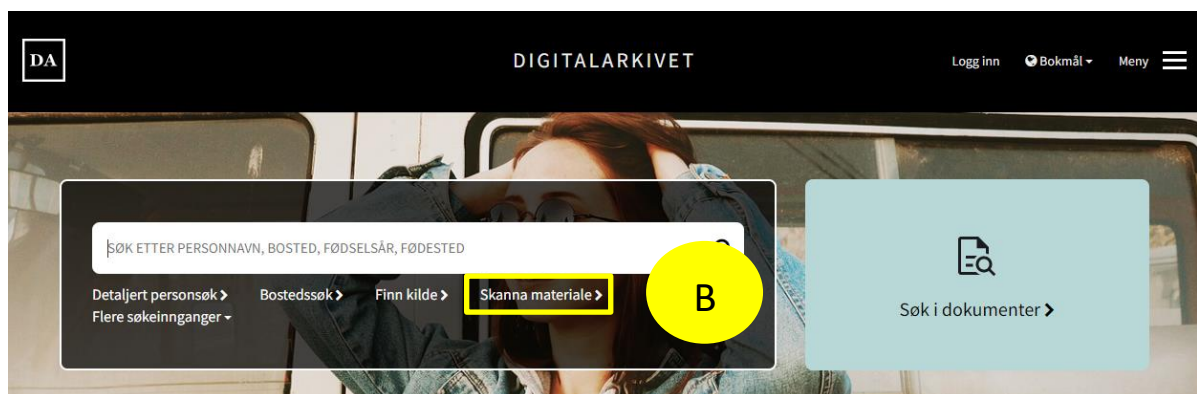 DA
DIGITALARKIVET
Logg inn
Bokmål
Meny
SØK ETTER PERSONNAVN, BOSTED, FØDSELSÅR, FØDESTED
Detaljert personsøk
Bostedssøk
Finn kilde
Skanna materiale
Flere søkeinnganger
B
Søk i dokumenter